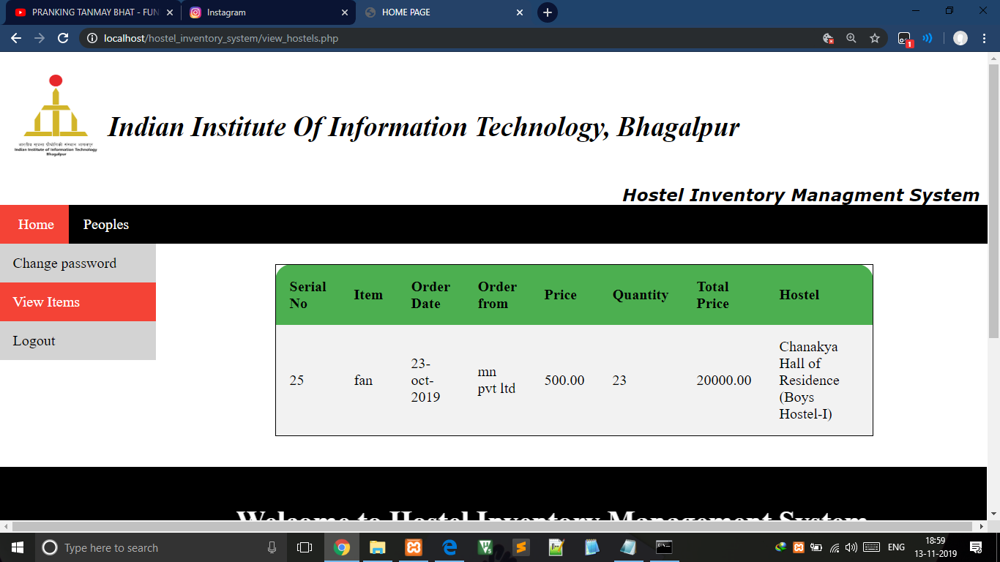 PRANKING TANMAY BHAT - FUN
Instagram
HOME PAGE
localhost/hostel_inventory_system/view_hostels.php
Indian Institute of Information Technology
Bhagalpur
Indian Institute Of Information Technology, Bhagalpur
Hostel Inventory Managment System
Home Peoples
Change password
View Items
Logout
Serial No Item Order Date Order from Price Quantity Total Price Hostel
25 fan 23-oct-2019 mn pvt ltd 500.00 23 20000.00 Chanakya Hall of Residence (Boys Hostel-I)
Welcome to Hostel Inventory Management System
Type here to search
ENG
18:59
13-11-2019